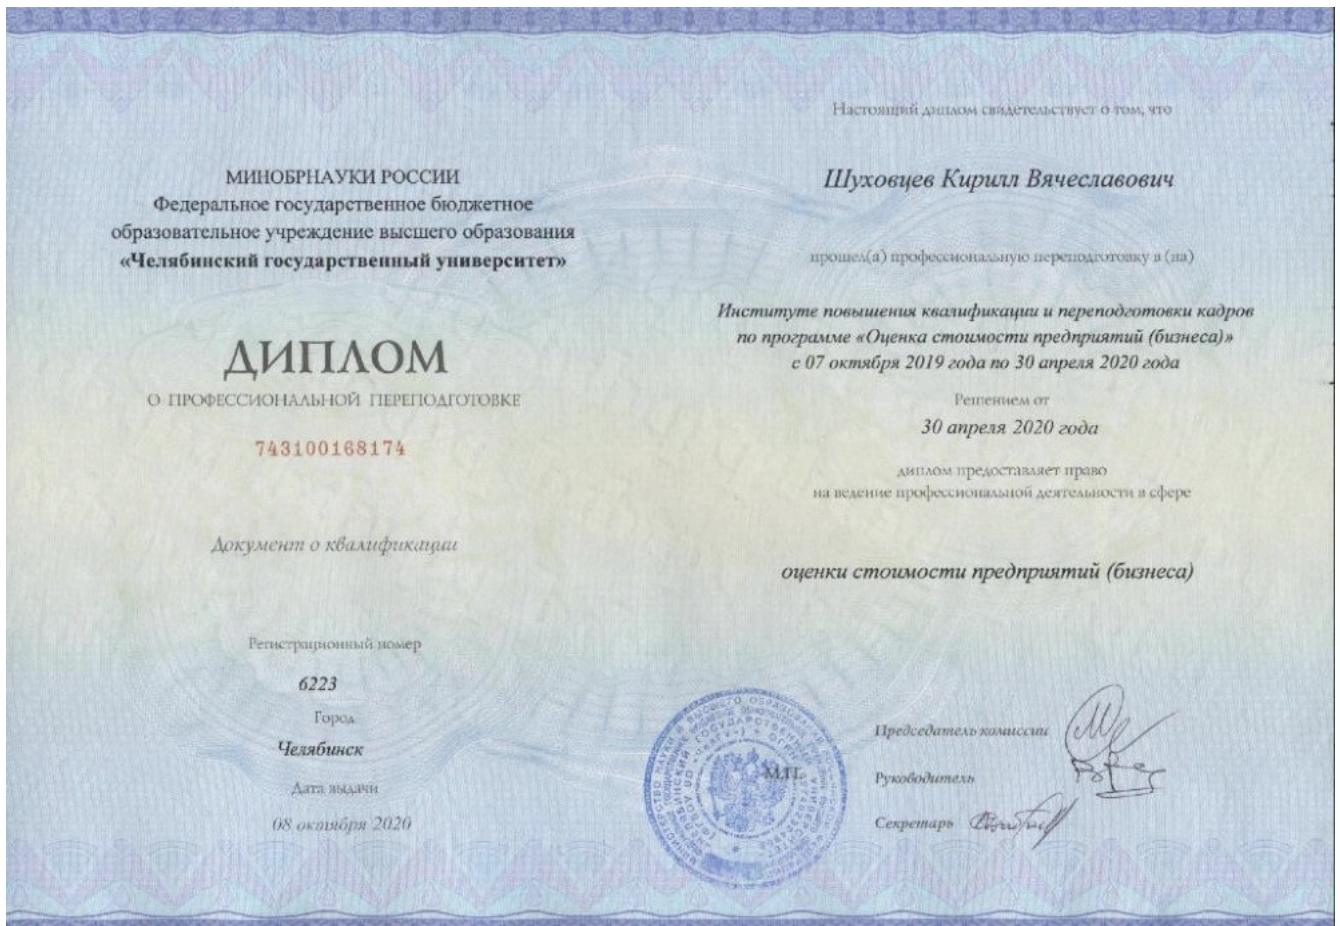 МИНОБРНАУКИ РОССИИ
Федеральное государственное бюджетное
образовательное учреждение высшего образования
«Челябинский государственный университет»
ДИПЛОМ
О ПРОФЕССИОНАЛЬНОЙ ПЕРЕПОДГОТОВКЕ
743100168174
Документ о квалификации
Регистрационный номер
6223
Город
Челябинск
Дата выдачи
08 октября 2020
Настоящий диплом свидетельствует о том, что
Шуховцев Кирилл Вячеславович
прошел(а) профессиональную переподготовку в (на)
Институте повышения квалификации и переподготовки кадров
по программе «Оценка стоимости предприятий (бизнеса)»
с 07 октября 2019 года по 30 апреля 2020 года
Решением от
30 апреля 2020 года
диплом предоставляет право
на ведение профессиональной деятельности в сфере
оценки стоимости предприятий (бизнеса)
М.П.
Председатель комиссии
Руководитель
Секретарь